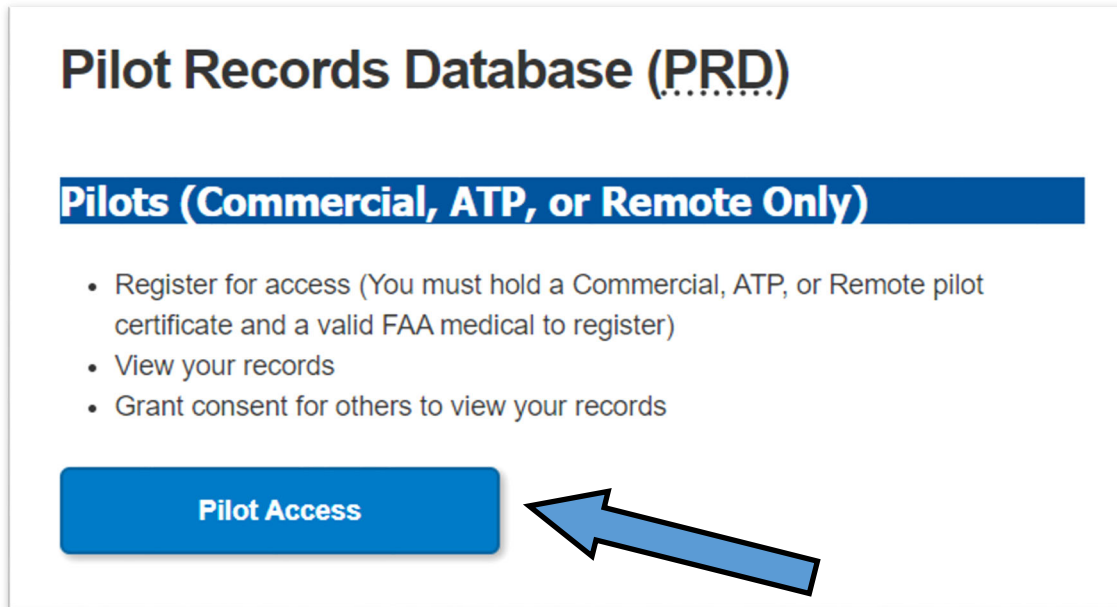 Pilot Records Database (PRD)
Pilots (Commercial, ATP, or Remote Only)
• Register for access (You must hold a Commercial, ATP, or Remote pilot
certificate and a valid FAA medical to register)
• View your records
• Grant consent for others to view your records
Pilot Access